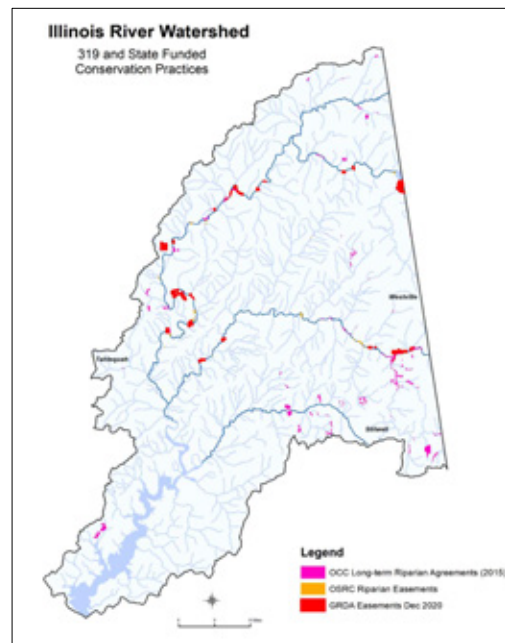 Illinois River Watershed
319 and State Funded
Conservation Practices
Westville
Tahlequah
Stilwell
Legend
OCC Long-term Riparian Agreements (2015)
OSRC Riparian Easements
GRDA Easements Dec 2020